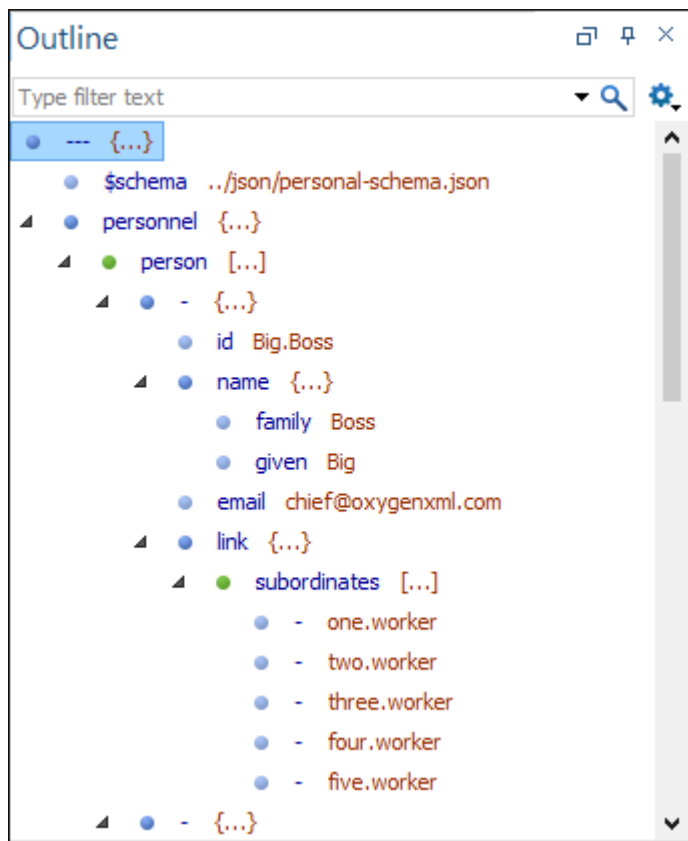 Outline
Type filter text
--- {...}
$schema ../json/personal-schema.json
personnel {...}
person [...]
- {...}
id Big.Boss
name {...}
family Boss
given Big
email chief@oxygenxml.com
link {...}
subordinates [...]
- one.worker
- two.worker
- three.worker
- four.worker
- five.worker
- {...}